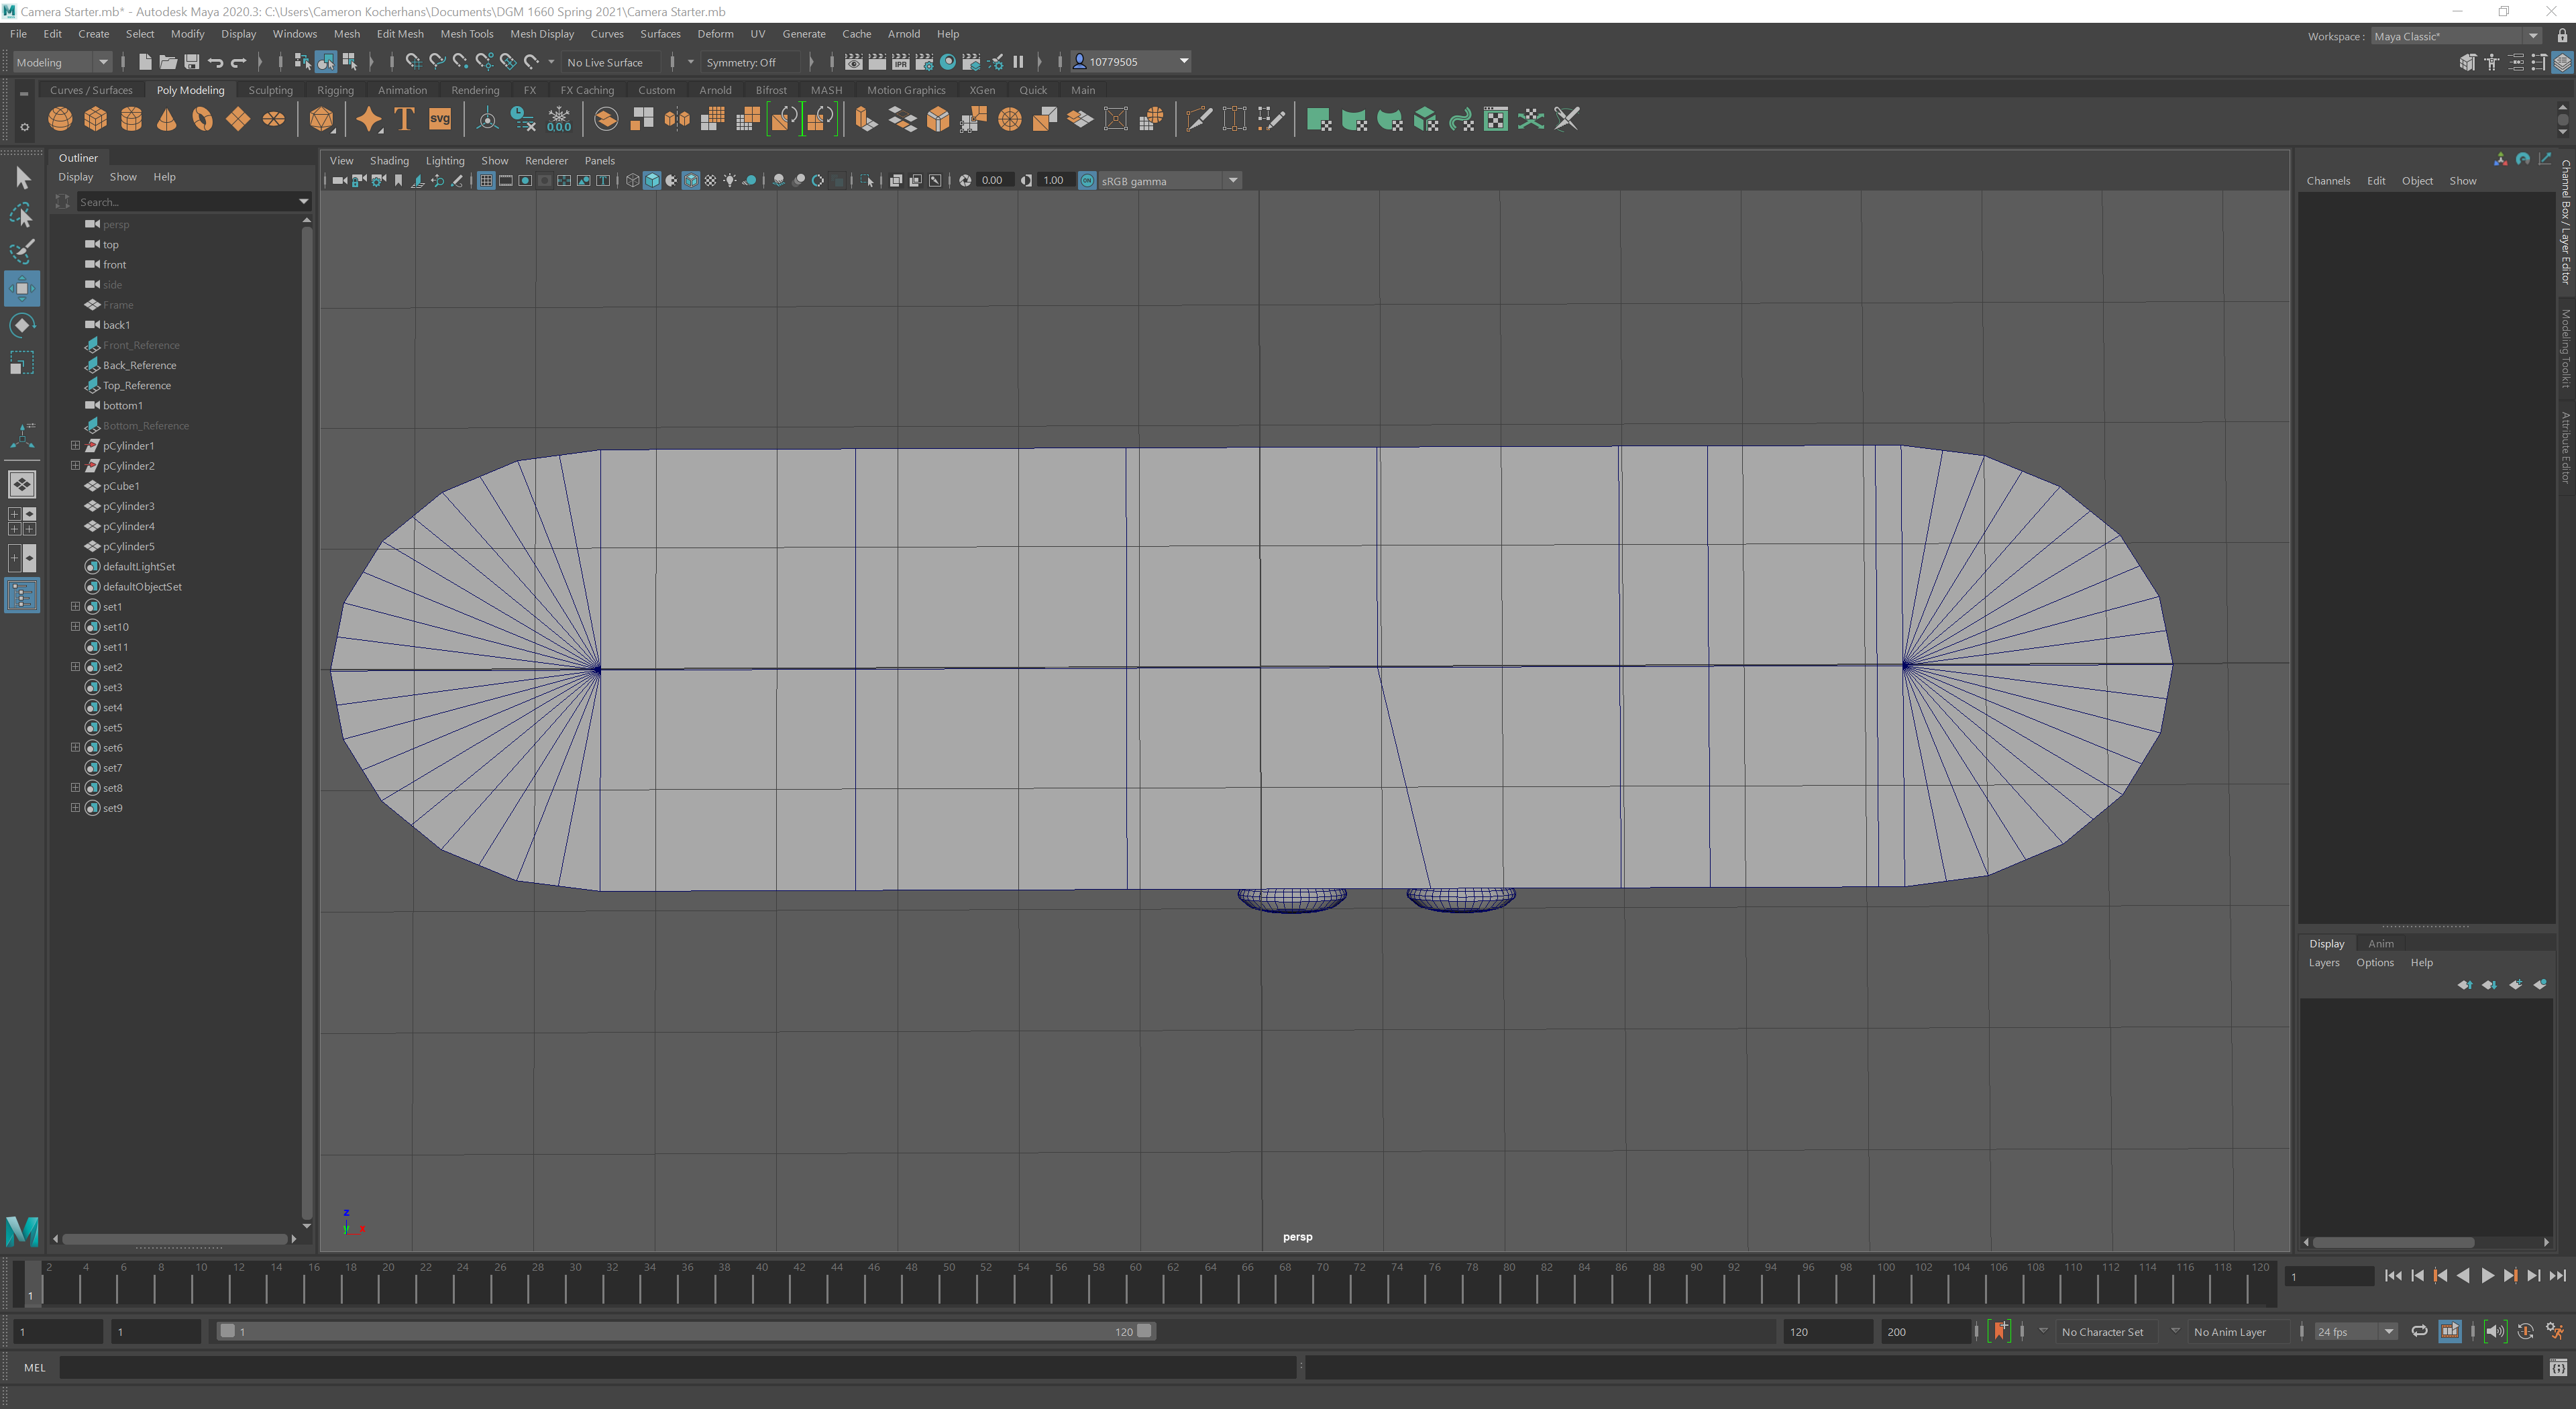 Camera Starter.mb* - Autodesk Maya 2020.3: C:\Users\Cameron Kocherhans\Documents\DGM 1660 Spring 2021\Camera Starter.mb
File Edit Create Select Modify Display Windows Mesh Edit Mesh Mesh Tools Mesh Display Curves Surfaces Deform UV Generate Cache Arnold Help
Workspace : Maya Classic*
Modeling No Live Surface Symmetry: Off IPR 10779505
Curves / Surfaces Poly Modeling Sculpting Rigging Animation Rendering FX FX Caching Custom Arnold Bifrost MASH Motion Graphics XGen Quick Main
T svg 0,0,0
Outliner
Display Show Help
Search...
persp
top
front
side
Frame
back1
Front_Reference
Back_Reference
Top_Reference
bottom1
Bottom_Reference
pCylinder1
pCylinder2
pCube1
pCylinder3
pCylinder4
pCylinder5
defaultLightSet
defaultObjectSet
set1
set10
set11
set2
set3
set4
set5
set6
set7
set8
set9
View Shading Lighting Show Renderer Panels
0.00 1.00 ON sRGB gamma
z
y x
persp
Channels Edit Object Show
Channel Box / Layer Editor
Modeling Toolkit
Attribute Editor
Display Anim
Layers Options Help
2 4 6 8 10 12 14 16 18 20 22 24 26 28 30 32 34 36 38 40 42 44 46 48 50 52 54 56 58 60 62 64 66 68 70 72 74 76 78 80 82 84 86 88 90 92 94 96 98 100 102 104 106 108 110 112 114 116 118 120
1
1
1 1 1 120 120 200 No Character Set No Anim Layer 24 fps
MEL